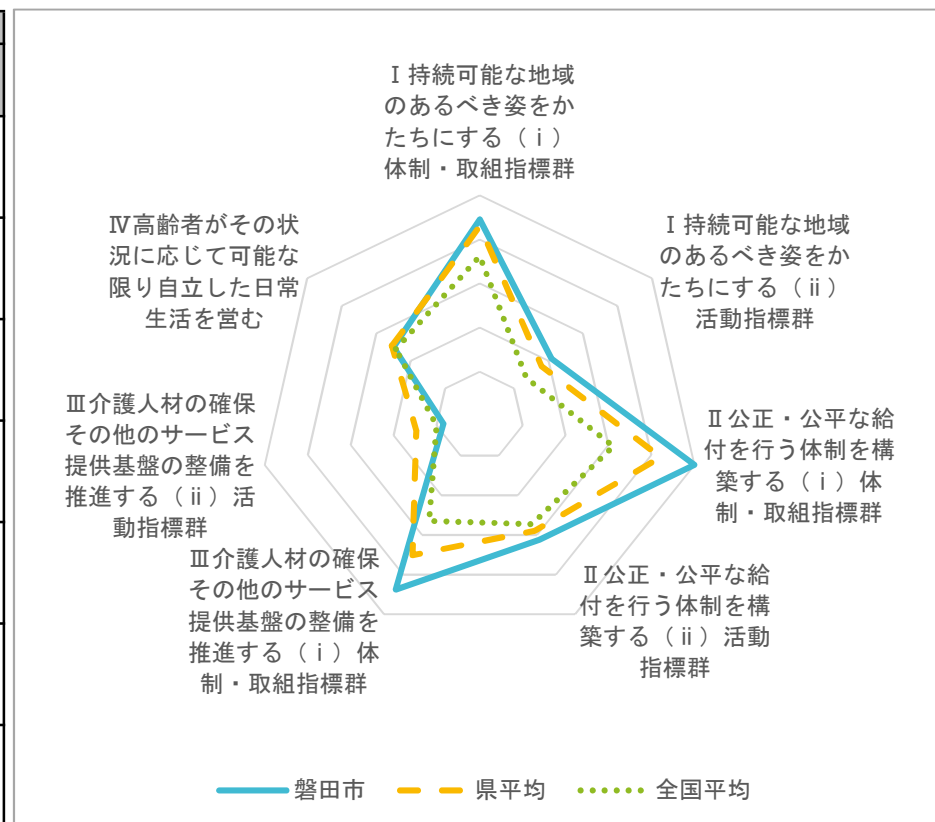 Ⅰ持続可能な地域
のあるべき姿をか
たちにする（ⅰ）
体制・取組指標群
Ⅰ持続可能な地域
のあるべき姿をか
たちにする（ⅱ）
活動指標群
Ⅱ公正・公平な給
付を行う体制を構
築する（ⅰ）体
制・取組指標群
Ⅱ公正・公平な給
付を行う体制を構
築する（ⅱ）活動
指標群
Ⅲ介護人材の確保
その他のサービス
提供基盤の整備を
推進する（ⅰ）体
制・取組指標群
Ⅲ介護人材の確保
その他のサービス
提供基盤の整備を
推進する（ⅱ）活
動指標群
Ⅳ高齢者がその状
況に応じて可能な
限り自立した日常
生活を営む
磐田市 県平均 全国平均